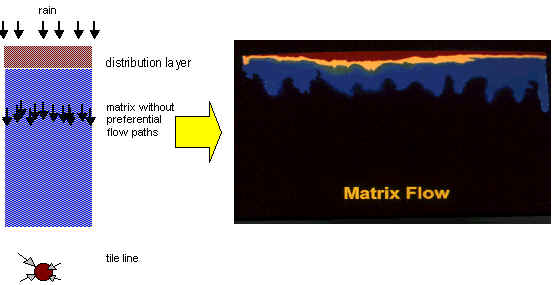 rain
distribution layer
matrix without
preferential
flow paths
Matrix Flow
tile line